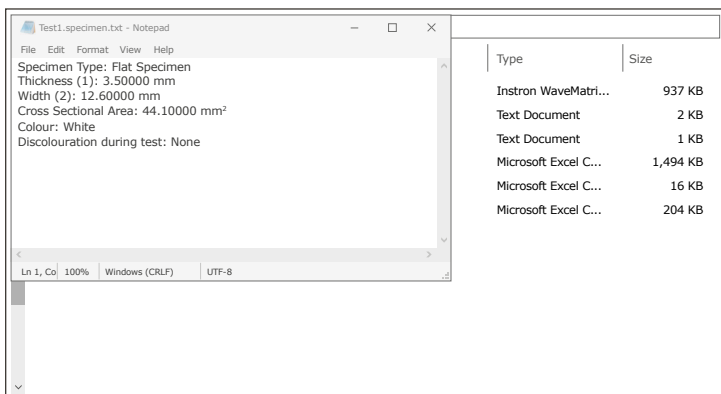 Test1.specimen.txt - Notepad
File Edit Format View Help
Specimen Type: Flat Specimen
Thickness (1): 3.50000 mm
Width (2): 12.60000 mm
Cross Sectional Area: 44.10000 mm²
Colour: White
Discolouration during test: None
Ln 1, Co 100% Windows (CRLF) UTF-8
Type Size
Instron WaveMatri... 937 KB
Text Document 2 KB
Text Document 1 KB
Microsoft Excel C... 1,494 KB
Microsoft Excel C... 16 KB
Microsoft Excel C... 204 KB